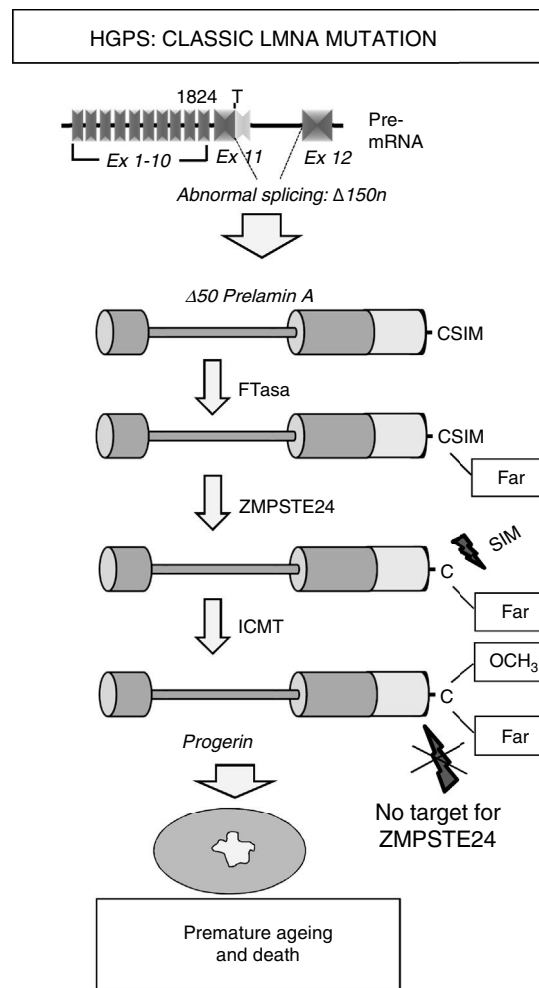 HGPS: CLASSIC LMNA MUTATION
1824 T
Pre-
mRNA
Ex 1-10
Ex 11
Ex 12
Abnormal splicing: Δ150n
Δ50 Prelamin A
CSIM
FTasa
CSIM
Far
ZMPSTE24
SIM
C
Far
ICMT
OCH₃
C
Far
Progerin
No target for
ZMPSTE24
Premature ageing
and death